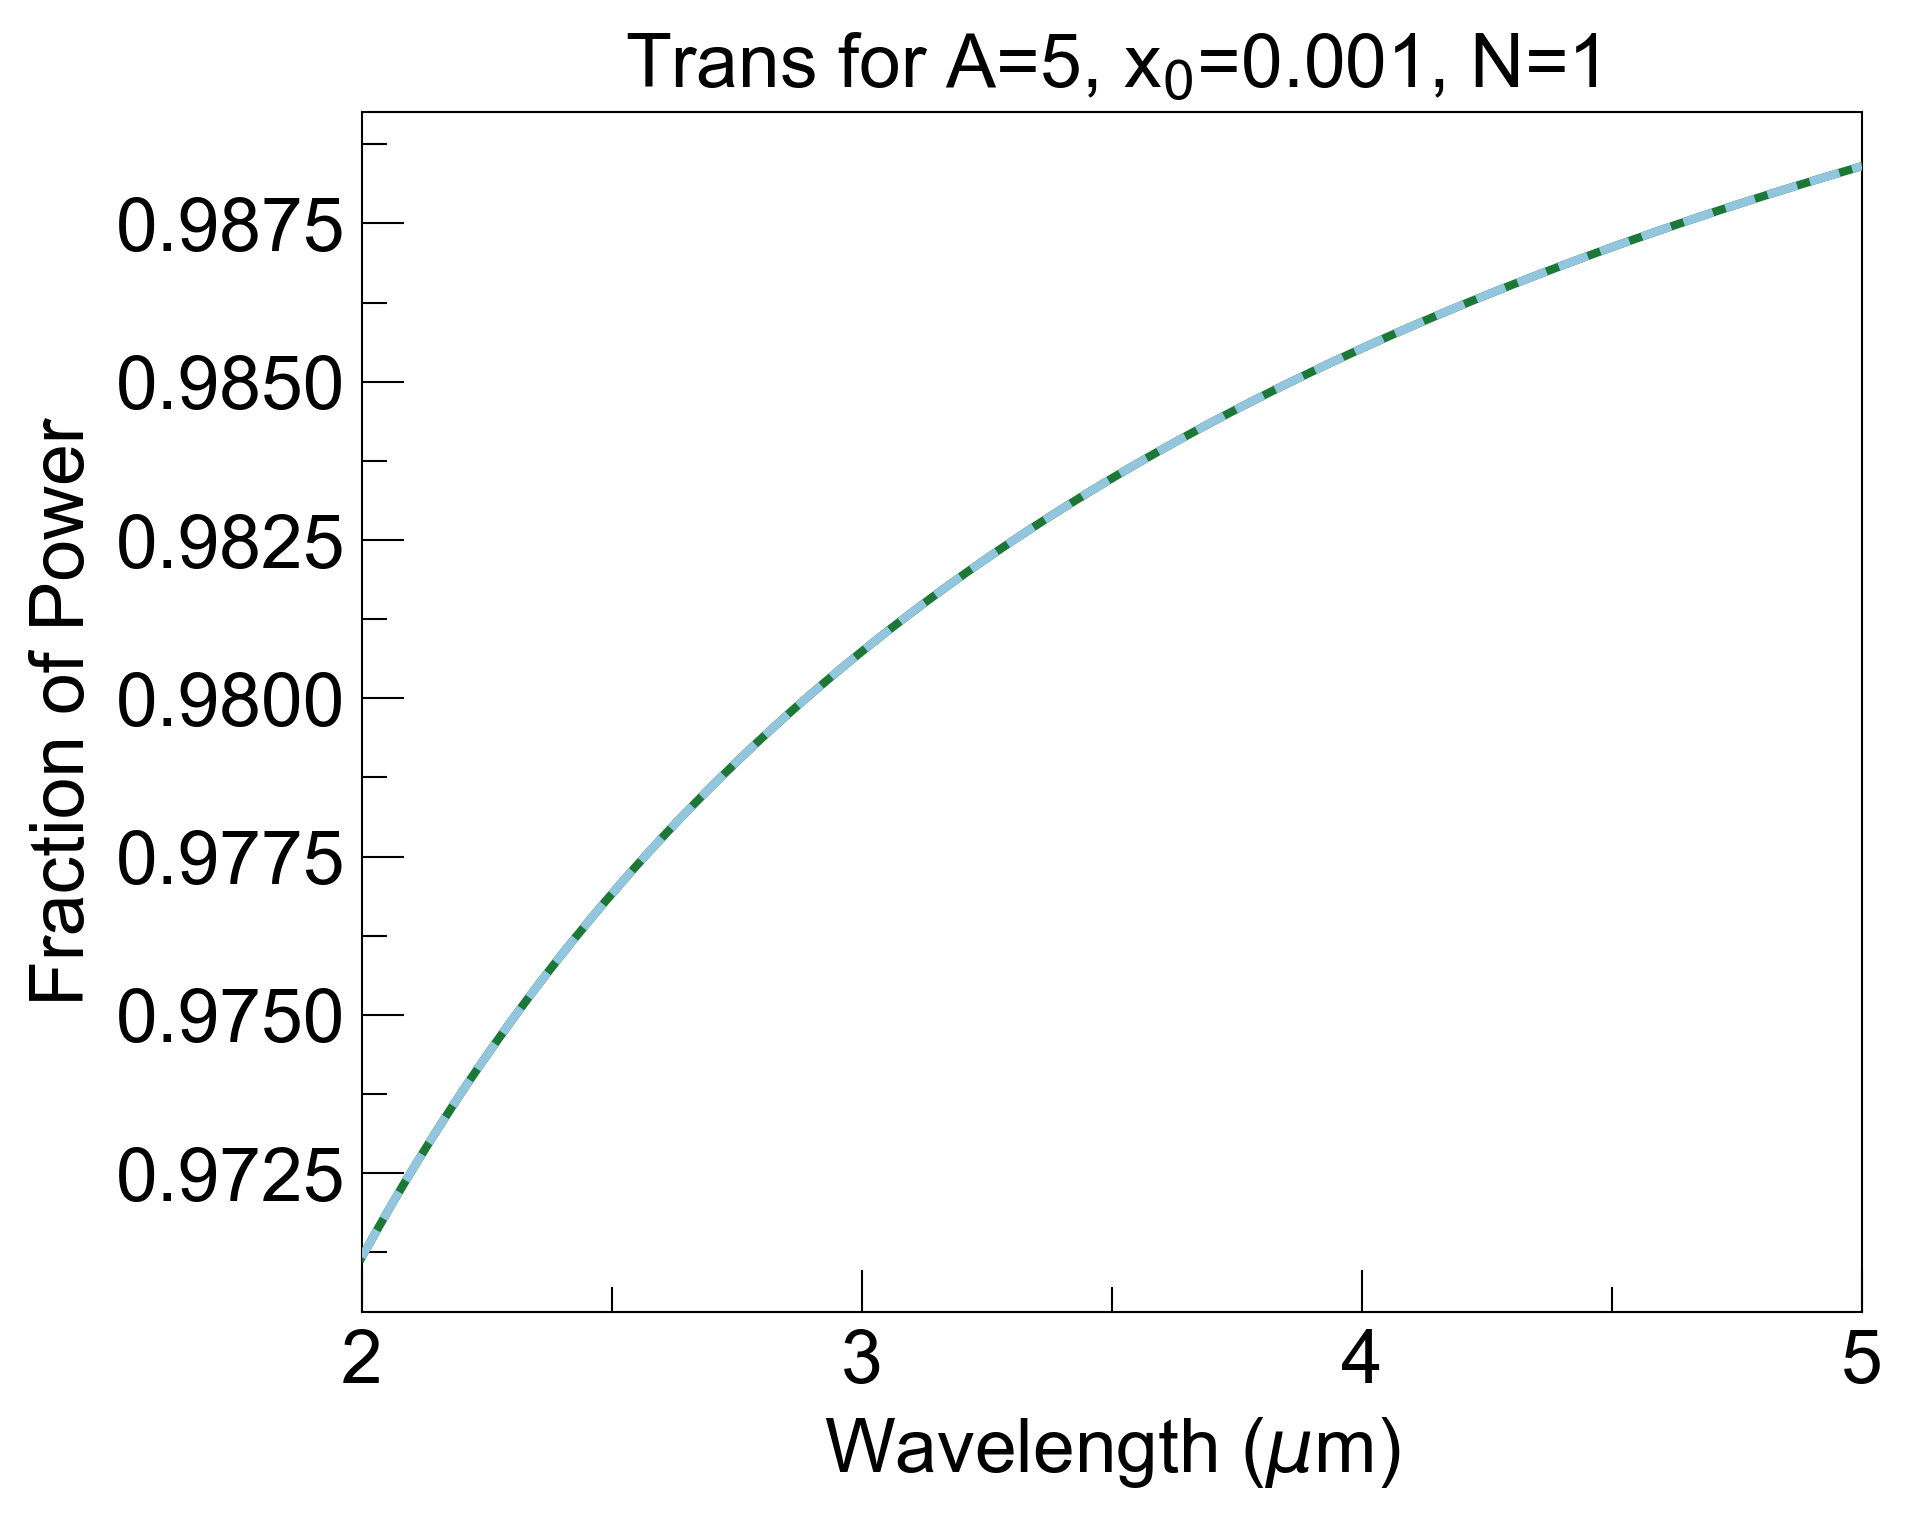 Trans for A=5, x₀=0.001, N=1
Fraction of Power
0.9875
0.9850
0.9825
0.9800
0.9775
0.9750
0.9725
2 3 4 5
Wavelength (μm)